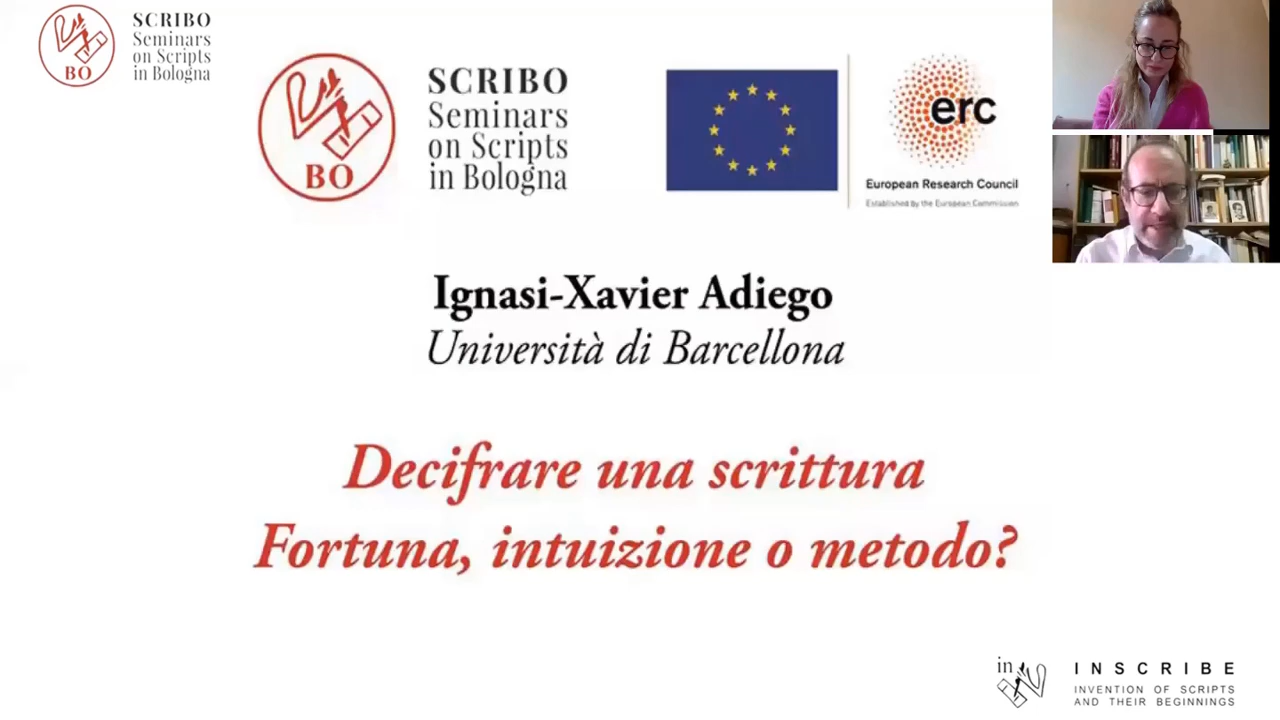 SCRIBO
Seminars
on Scripts
in Bologna
BO
SCRIBO
Seminars
on Scripts
in Bologna
BO
erc
European Research Council
Established by the European Commission
Ignasi-Xavier Adiego
Università di Barcellona
Decifrare una scrittura
Fortuna, intuizione o metodo?
in
INSCRIBE
INVENTION OF SCRIPTS
AND THEIR BEGINNINGS